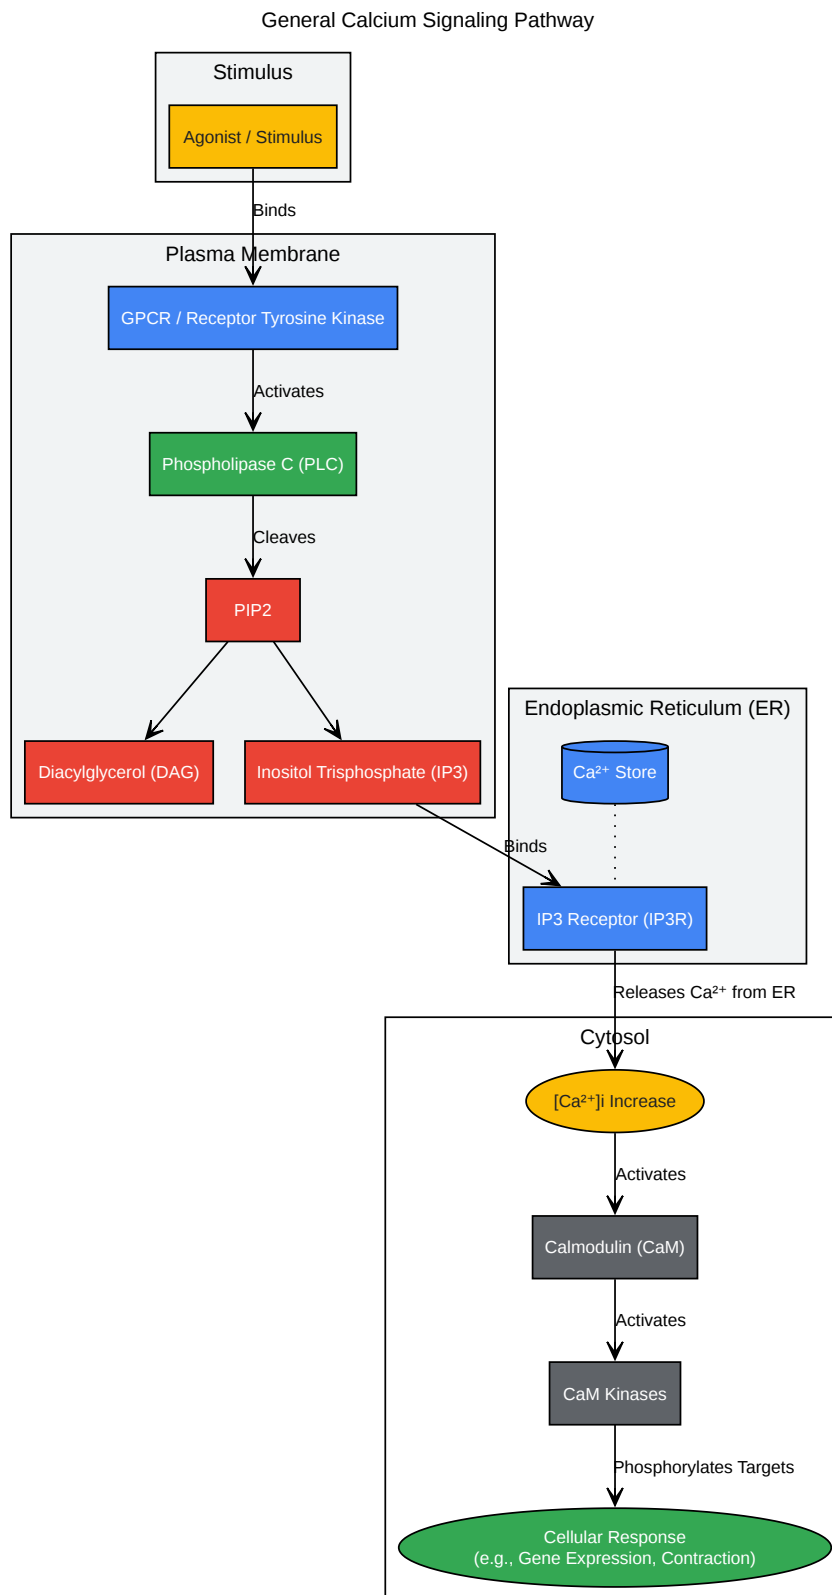 General Calcium Signaling Pathway
Stimulus
Agonist / Stimulus
Binds
Plasma Membrane
GPCR / Receptor Tyrosine Kinase
Activates
Phospholipase C (PLC)
Cleaves
PIP2
Diacylglycerol (DAG)
Inositol Trisphosphate (IP3)
Endoplasmic Reticulum (ER)
Ca²⁺ Store
Binds
IP3 Receptor (IP3R)
Releases Ca²⁺ from ER
Cytosol
[Ca²⁺]i Increase
Activates
Calmodulin (CaM)
Activates
CaM Kinases
Phosphorylates Targets
Cellular Response
(e.g., Gene Expression, Contraction)